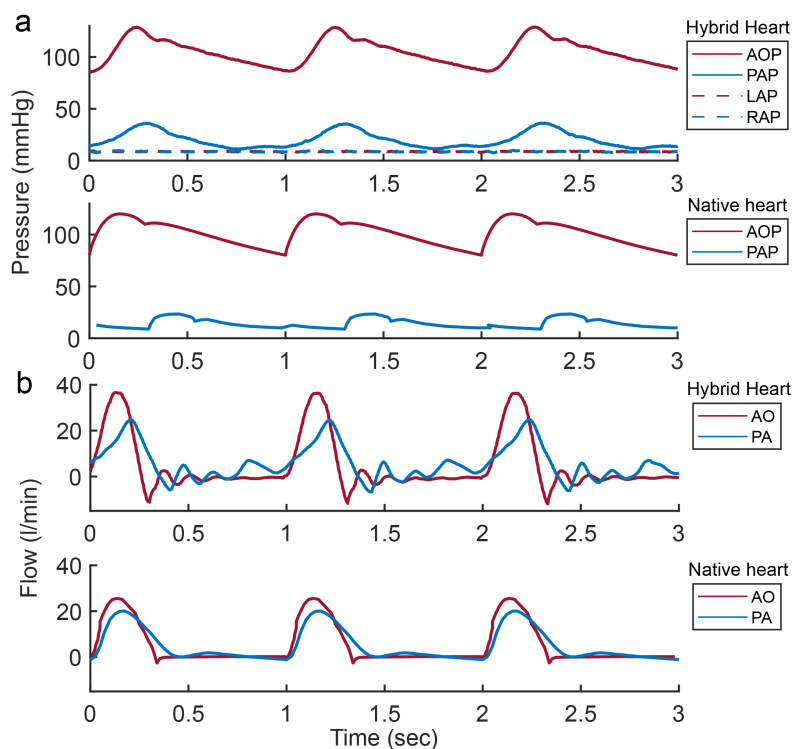 a
Hybrid Heart
AOP
PAP
LAP
RAP
100
50
0
0 0.5 1 1.5 2 2.5 3
Pressure (mmHg)
Native heart
AOP
PAP
100
50
0
0 0.5 1 1.5 2 2.5 3
b
Hybrid Heart
AO
PA
40
20
0
0 0.5 1 1.5 2 2.5 3
Flow (l/min)
Native heart
AO
PA
40
20
0
0 0.5 1 1.5 2 2.5 3
Time (sec)